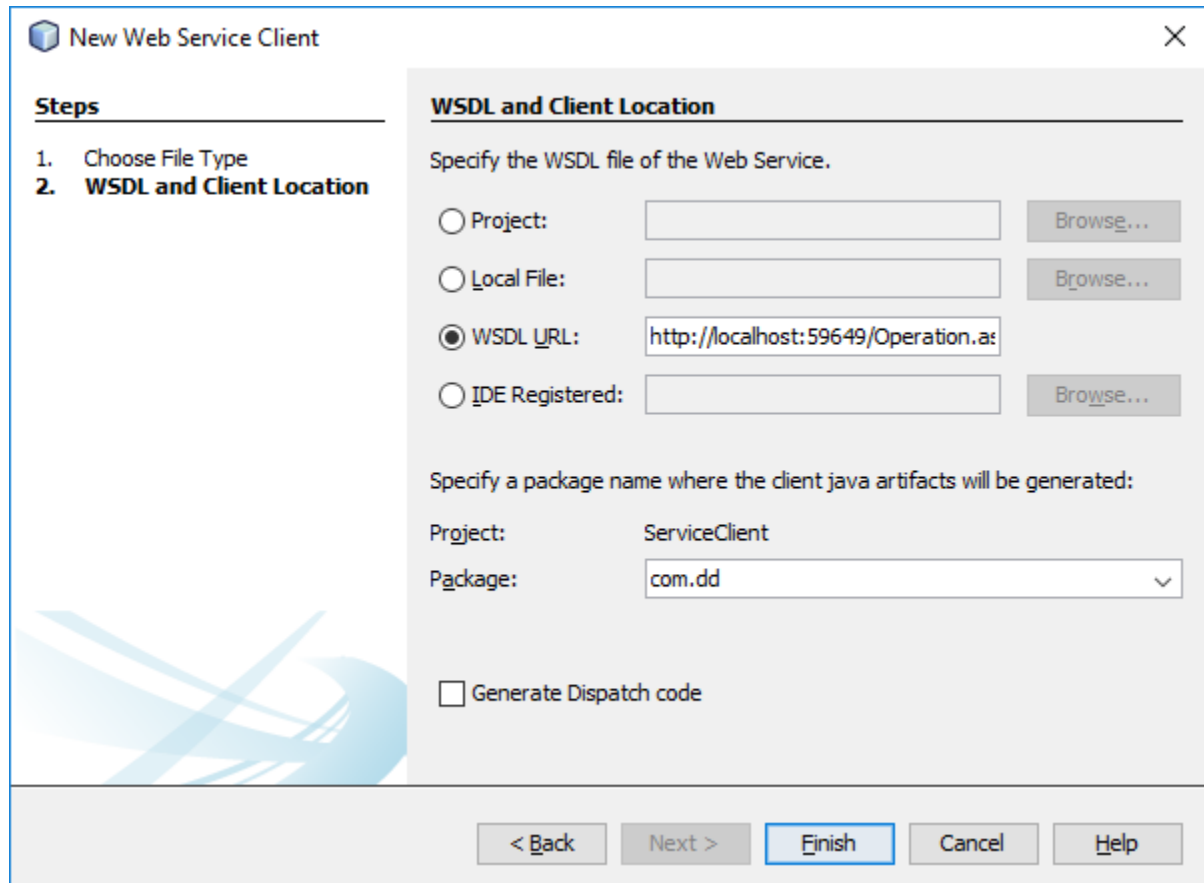 New Web Service Client
Steps
1. Choose File Type
2. WSDL and Client Location
WSDL and Client Location
Specify the WSDL file of the Web Service.
Project: Browse...
Local File: Browse...
WSDL URL: http://localhost:59649/Operation.as
IDE Registered: Browse...
Specify a package name where the client java artifacts will be generated:
Project: ServiceClient
Package: com.dd
Generate Dispatch code
< Back Next > Finish Cancel Help